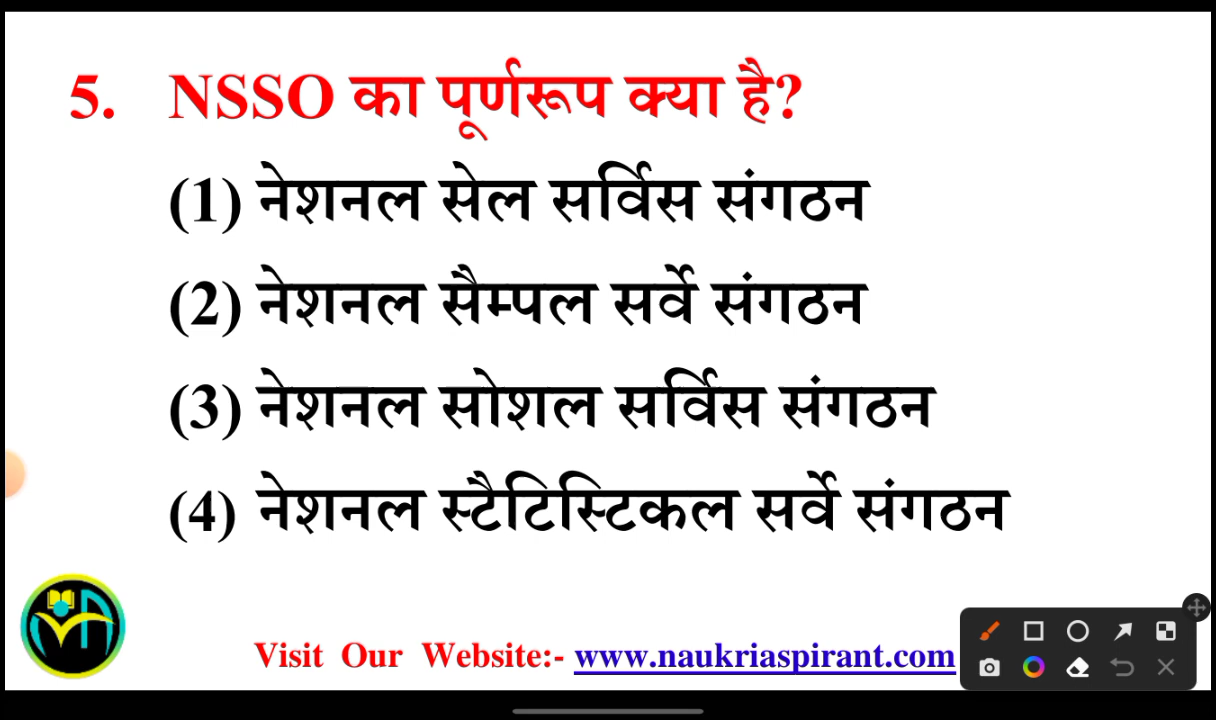 5. NSSO का पूर्णरूप क्या है?
(1) नेशनल सेल सर्विस संगठन
(2) नेशनल सैम्पल सर्वे संगठन
(3) नेशनल सोशल सर्विस संगठन
(4) नेशनल स्टैटिस्टिकल सर्वे संगठन
Visit Our Website:- www.naukriaspirant.com